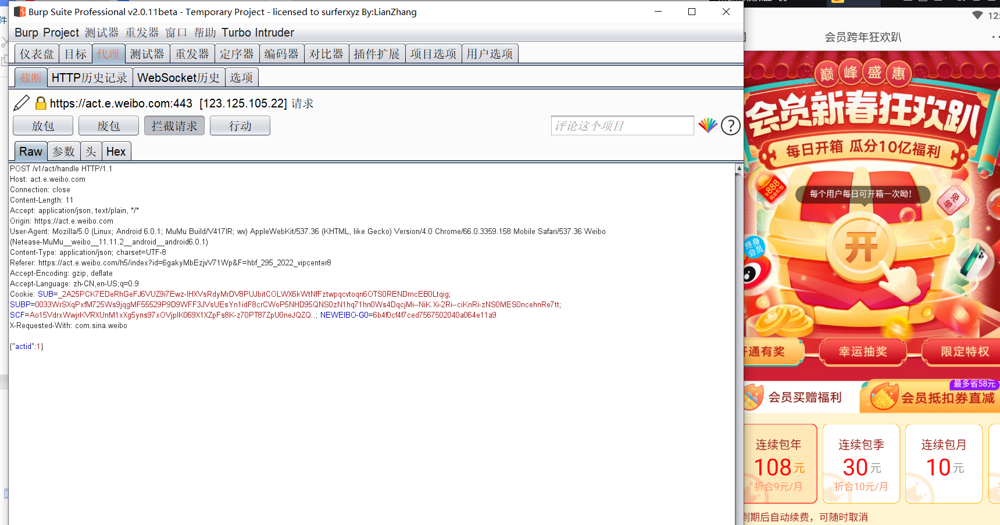 Burp Suite Professional v2.0.11beta - Temporary Project - licensed to surferxyz By:LianZhang
Burp Project 测试器 重发器 窗口 帮助 Turbo Intruder
仪表盘 目标 代理 测试器 重发器 定序器 编码器 对比器 插件扩展 项目选项 用户选项
截断 HTTP历史记录 WebSocket历史 选项
https://act.e.weibo.com:443 [123.125.105.22] 请求
放包 废包 拦截请求 行动 评论这个项目
Raw 参数 头 Hex
POST /v1/act/handle HTTP/1.1
Host: act.e.weibo.com
Connection: close
Content-Length: 11
Accept: application/json, text/plain, */*
Origin: https://act.e.weibo.com
User-Agent: Mozilla/5.0 (Linux; Android 6.0.1; MuMu Build/V417IR; wv) AppleWebKit/537.36 (KHTML, like Gecko) Version/4.0 Chrome/66.0.3359.158 Mobile Safari/537.36 Weibo
(Netease-MuMu__weibo__11.11.2__android__android6.0.1)
Content-Type: application/json; charset=UTF-8
Referer: https://act.e.weibo.com/h5/index?id=6gakyMbEzjvV71Wp&F=hbf_295_2022_vipcenter8
Accept-Encoding: gzip, deflate
Accept-Language: zh-CN,en-US;q=0.9
Cookie: SUB=_2A25PCK7EDeRhGeFJ6VUZ9i7Ewz-IHXVsRdyMrDV8PUJbitCOLWX6kWtNfFztwpqcvtoqn6OTS0RENDmcEB0Ltqig;
SUBP=0033WrSXqPxfM725Ws9jqgMF55529P9D9WFF3JVsUEsYn1idF8crCWoP5NHD95QNS0zN1hq71hn0Ws4DqcjMi--NiK.Xi-2Ri--ciKnRi-zNS0MES0ncehnRe7tt;
SCF=Ao15VdrxWwjrKVRXUnM1xXg5yns97xOVjpIK069X1XZpFs8K-z70PT87ZpU0neJQZQ..; NEWEIBO-G0=6b4f0cf4f7ced7567502040a064e11a9
X-Requested-With: com.sina.weibo
{"actid":1}
12:
会员跨年狂欢趴
巅峰盛惠
会员新春狂欢趴
每日开箱 瓜分10亿福利
¥888
每个用户每日可开箱一次呦!
免单
开
终身
会员
开通有奖 幸运抽奖 限定特权
最多省58元
会员买赠福利 会员抵扣券直减
连续包年 连续包季 连续包月
108元 30元 10元
折合9元/月 折合10元/月
到期后自动续费，可随时取消